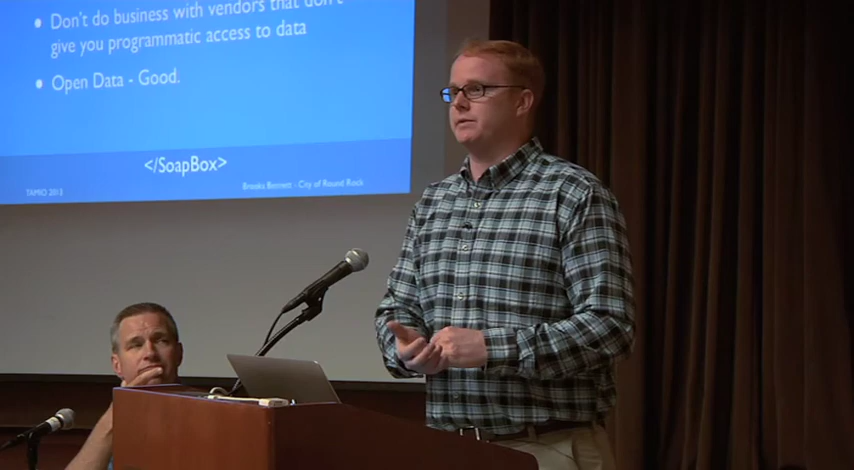 Don't do business with vendors that don't
give you programmatic access to data
Open Data - Good.
</SoapBox>
TAMIO 2013
Brooks Bennett - City of Round Rock